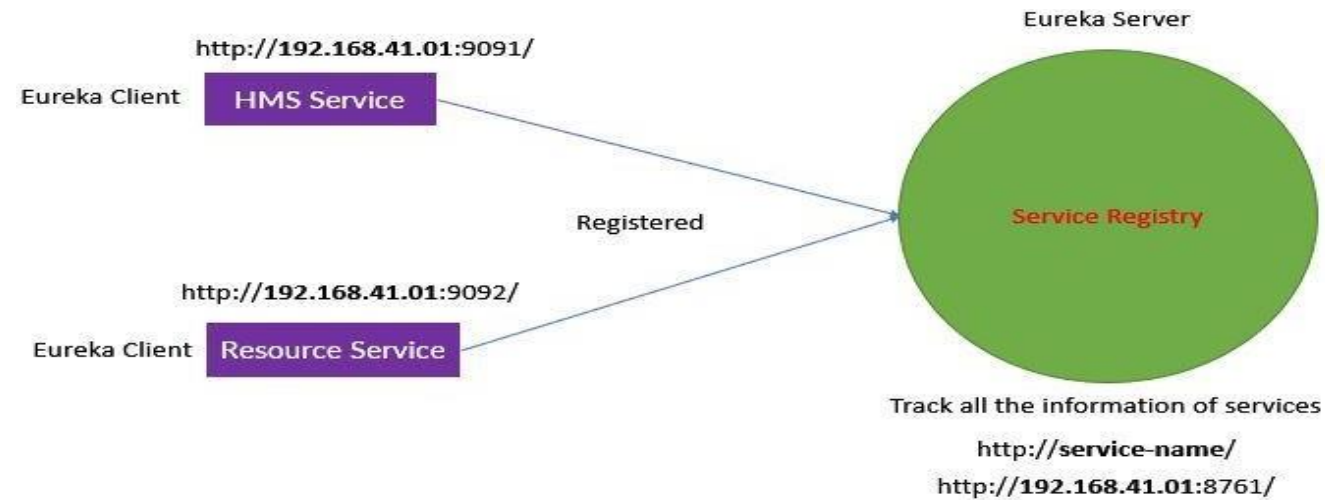 Eureka Server
http://192.168.41.01:9091/
Eureka Client
HMS Service
Registered
Service Registry
http://192.168.41.01:9092/
Eureka Client
Resource Service
Track all the information of services
http://service-name/
http://192.168.41.01:8761/